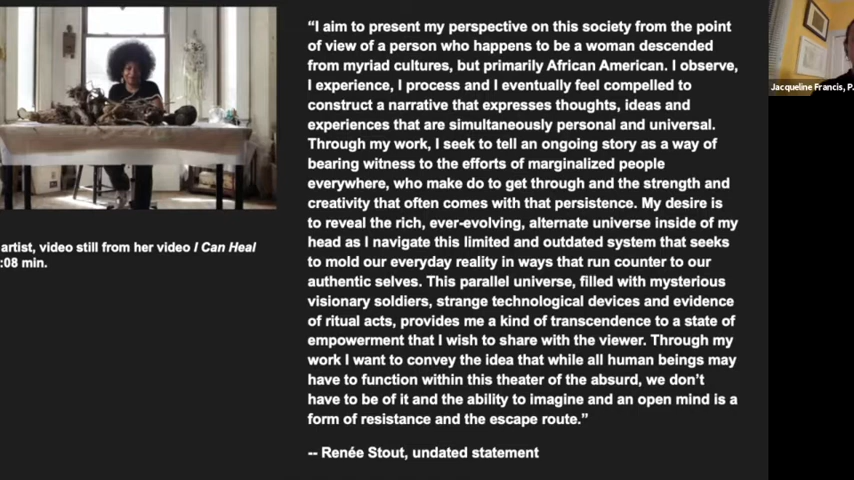 “I aim to present my perspective on this society from the point
of view of a person who happens to be a woman descended
from myriad cultures, but primarily African American. I observe,
I experience, I process and I eventually feel compelled to
construct a narrative that expresses thoughts, ideas and
experiences that are simultaneously personal and universal.
Through my work, I seek to tell an ongoing story as a way of
bearing witness to the efforts of marginalized people
everywhere, who make do to get through and the strength and
creativity that often comes with that persistence. My desire is
to reveal the rich, ever-evolving, alternate universe inside of my
head as I navigate this limited and outdated system that seeks
to mold our everyday reality in ways that run counter to our
authentic selves. This parallel universe, filled with mysterious
visionary soldiers, strange technological devices and evidence
of ritual acts, provides me a kind of transcendence to a state of
empowerment that I wish to share with the viewer. Through my
work I want to convey the idea that while all human beings may
have to function within this theater of the absurd, we don’t
have to be of it and the ability to imagine and an open mind is a
form of resistance and the escape route.”
-- Renée Stout, undated statement
artist, video still from her video I Can Heal
:08 min.
Jacqueline Francis, P.